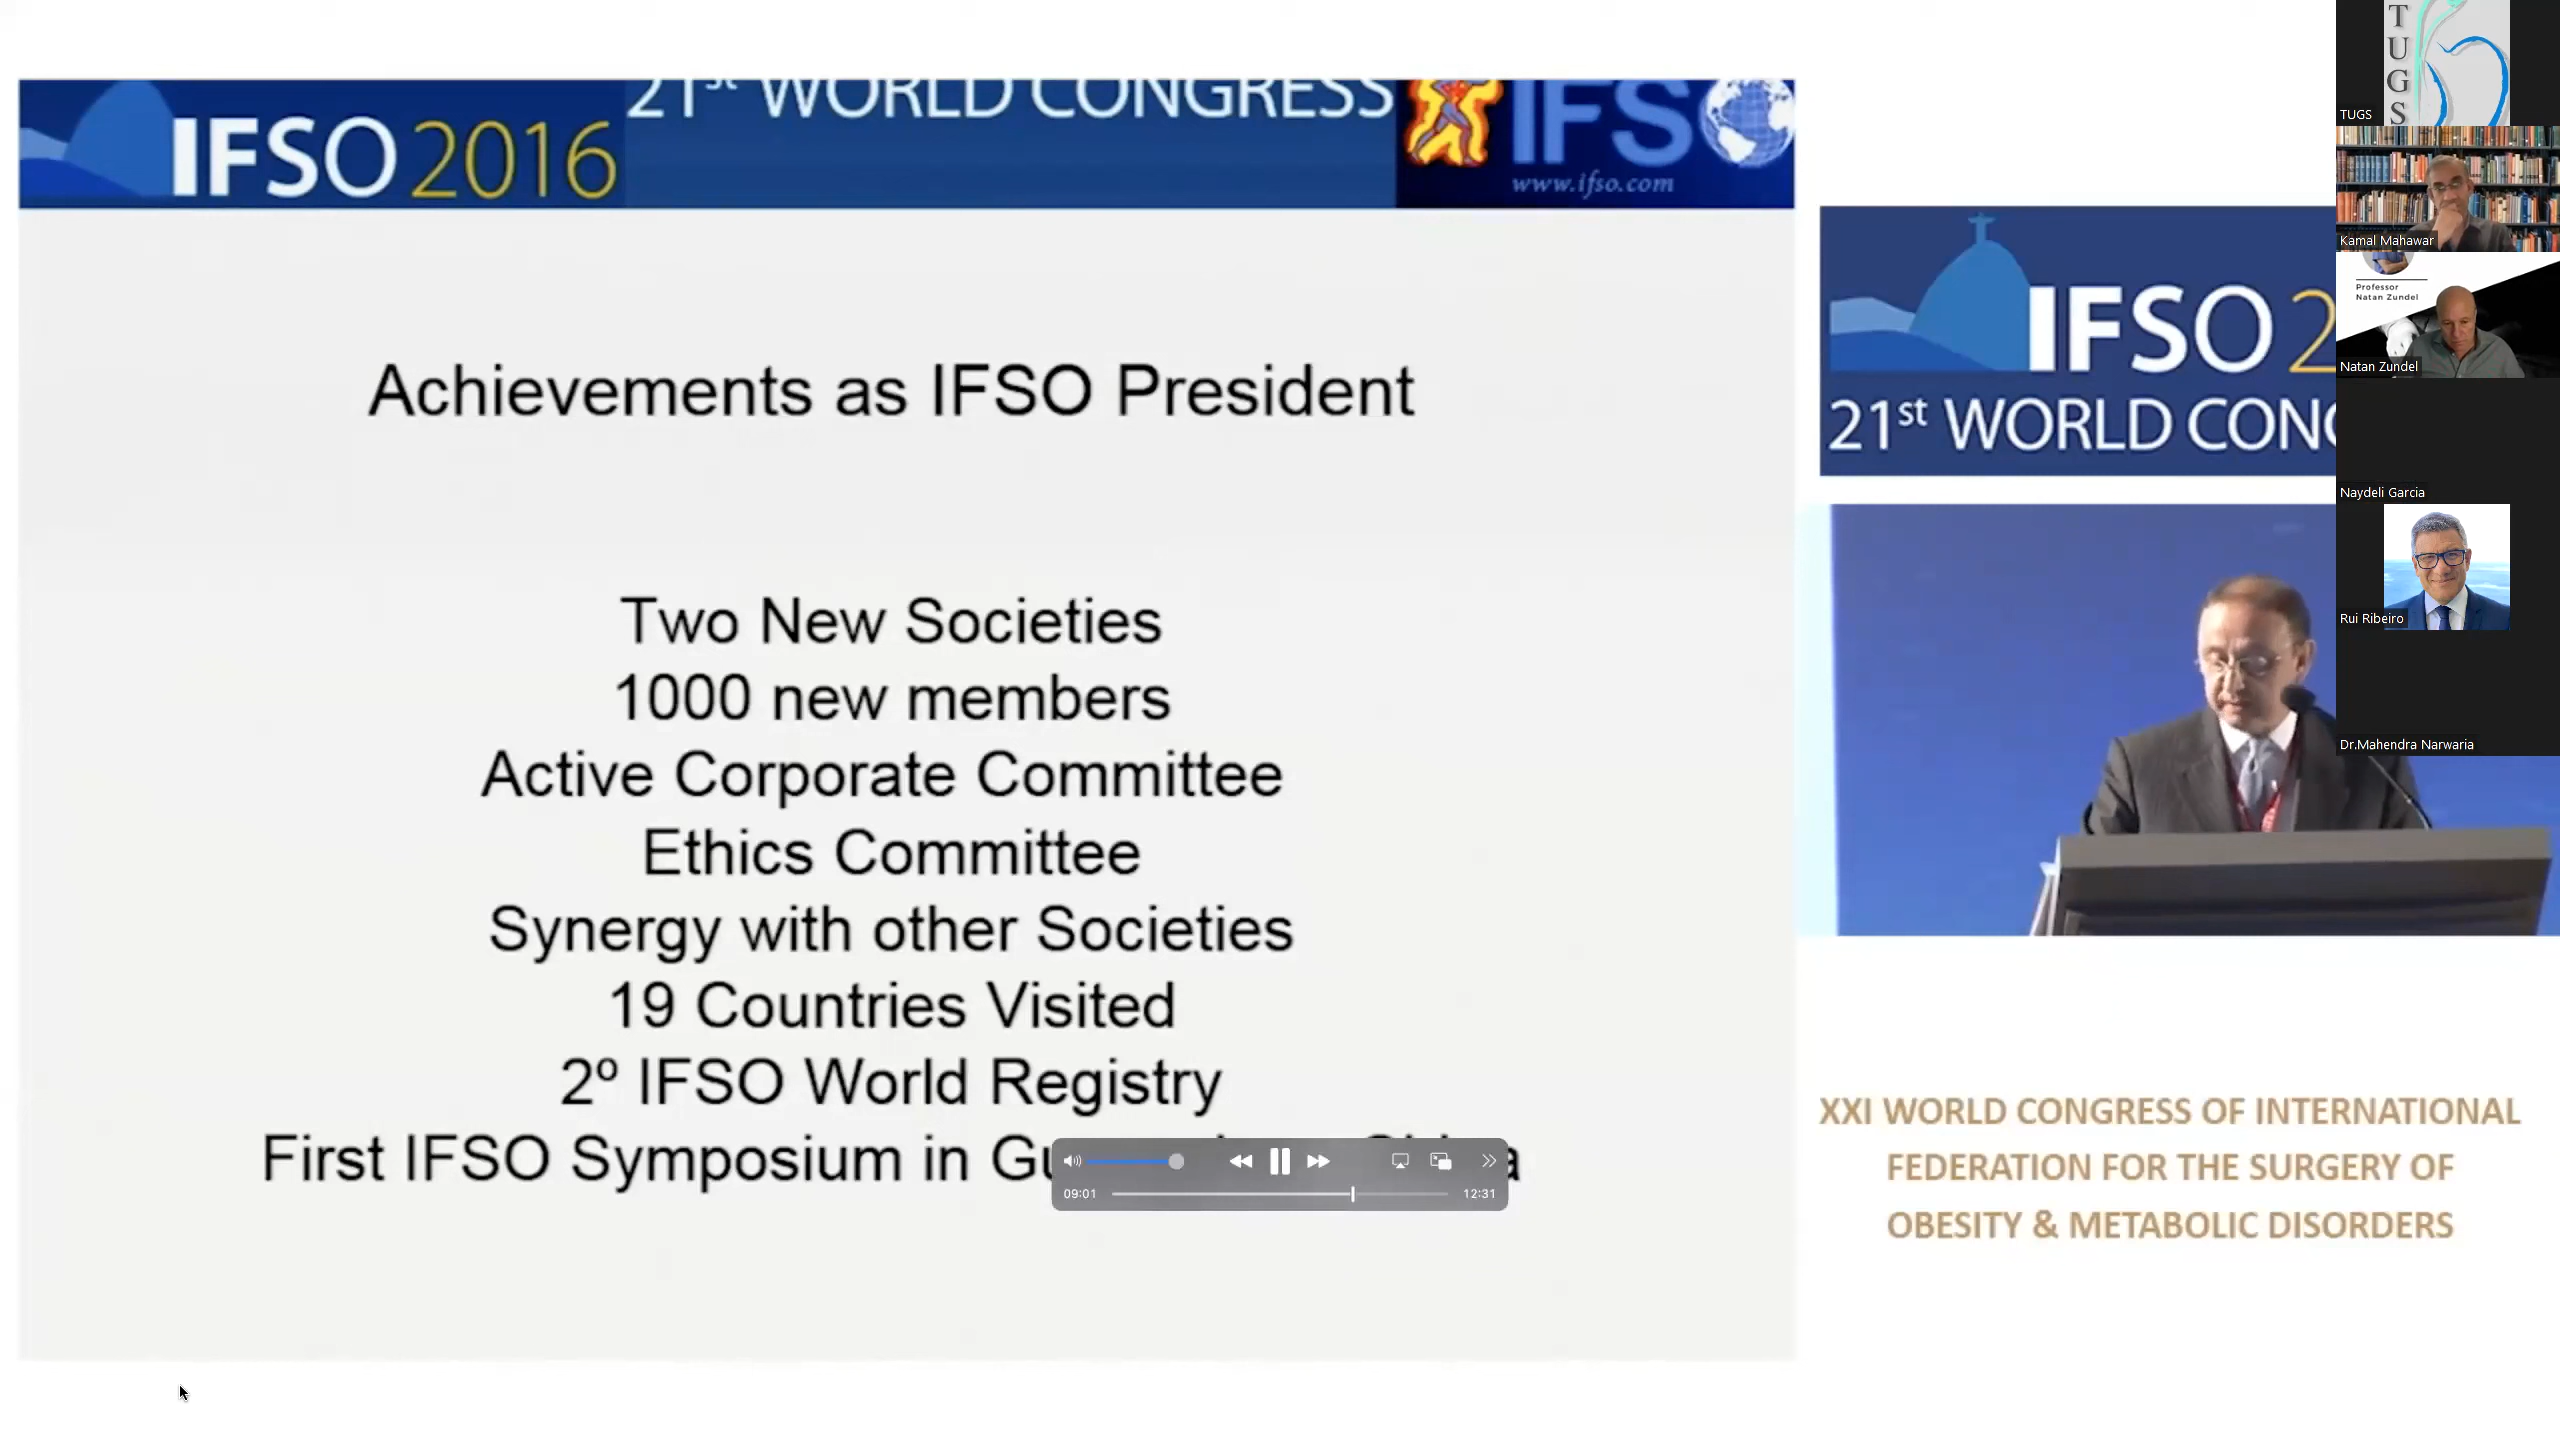 IFSO 2016
21st WORLD CONGRESS
IFSO
www.ifso.com
Achievements as IFSO President
Two New Societies
1000 new members
Active Corporate Committee
Ethics Committee
Synergy with other Societies
19 Countries Visited
2º IFSO World Registry
First IFSO Symposium in
09:01
12:31
IFSO 2
21st WORLD CON
XXI WORLD CONGRESS OF INTERNATIONAL
FEDERATION FOR THE SURGERY OF
OBESITY & METABOLIC DISORDERS
TUGS
TUGS
Kamal Mahawar
Professor
Natan Zundel
Natan Zundel
Naydeli Garcia
Rui Ribeiro
Dr.Mahendra Narwaria